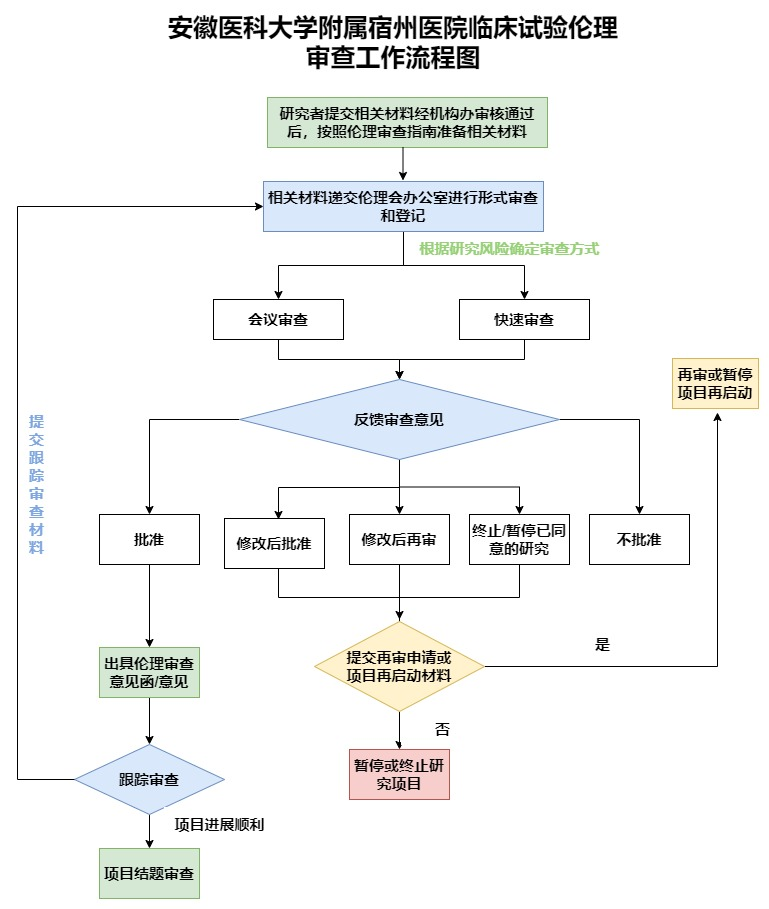 安徽医科大学附属宿州医院临床试验伦理
审查工作流程图
研究者提交相关材料经机构办审核通过
后，按照伦理审查指南准备相关材料
相关材料递交伦理会办公室进行形式审查
和登记
根据研究风险确定审查方式
会议审查
快速审查
再审或暂停
项目再启动
反馈审查意见
提交跟踪审查材料
批准
修改后批准
修改后再审
终止/暂停已同
意的研究
不批准
是
提交再审申请或
项目再启动材料
出具伦理审查
意见函/意见
否
暂停或终止研
究项目
跟踪审查
项目进展顺利
项目结题审查